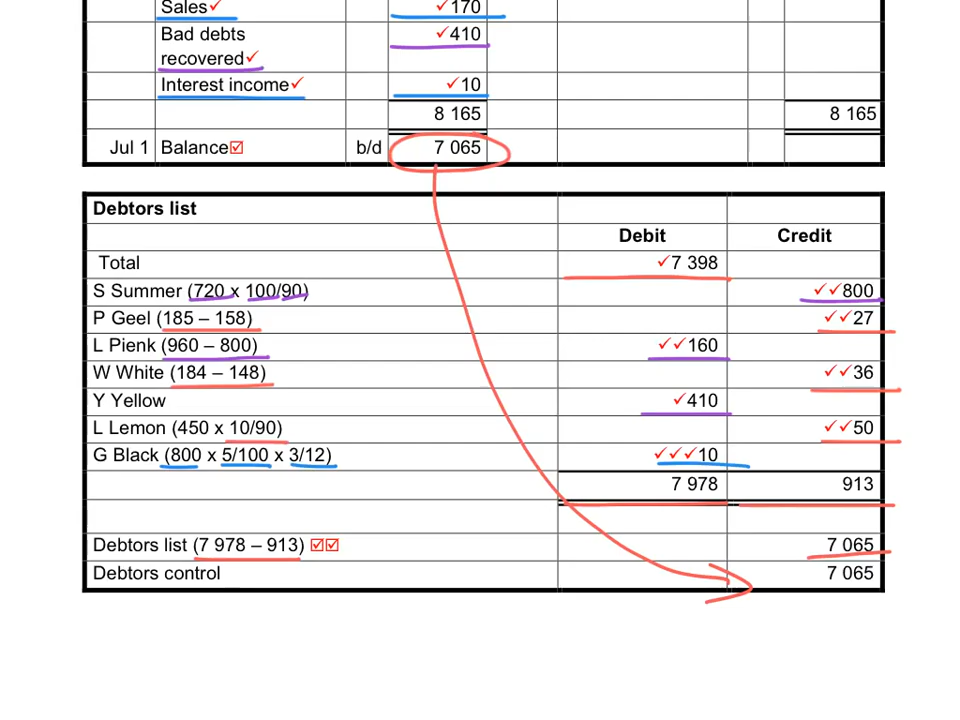 Sales✓ ✓170
Bad debts ✓410
recovered✓
Interest income✓ ✓10
8 165 8 165
Jul 1 Balance☑ b/d 7 065
Debtors list
Debit Credit
Total ✓7 398
S Summer (720 x 100/90) ✓✓800
P Geel (185 – 158) ✓✓27
L Pienk (960 – 800) ✓✓160
W White (184 – 148) ✓✓36
Y Yellow ✓410
L Lemon (450 x 10/90) ✓✓50
G Black (800 x 5/100 x 3/12) ✓✓✓10
7 978 913
Debtors list (7 978 – 913) ☑☑ 7 065
Debtors control 7 065